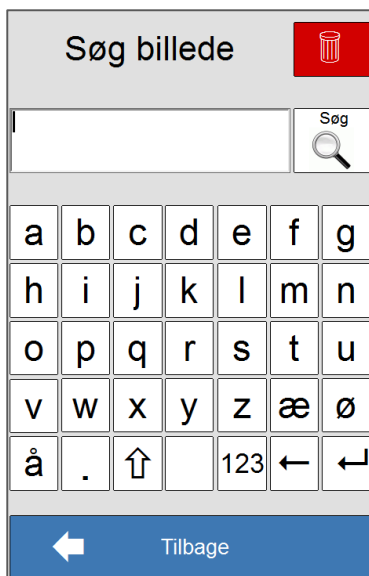 Søg billede
Søg
a b c d e f g
h i j k l m n
o p q r s t u
v w x y z æ ø
å . ⇧ 123 ← ↵
Tilbage